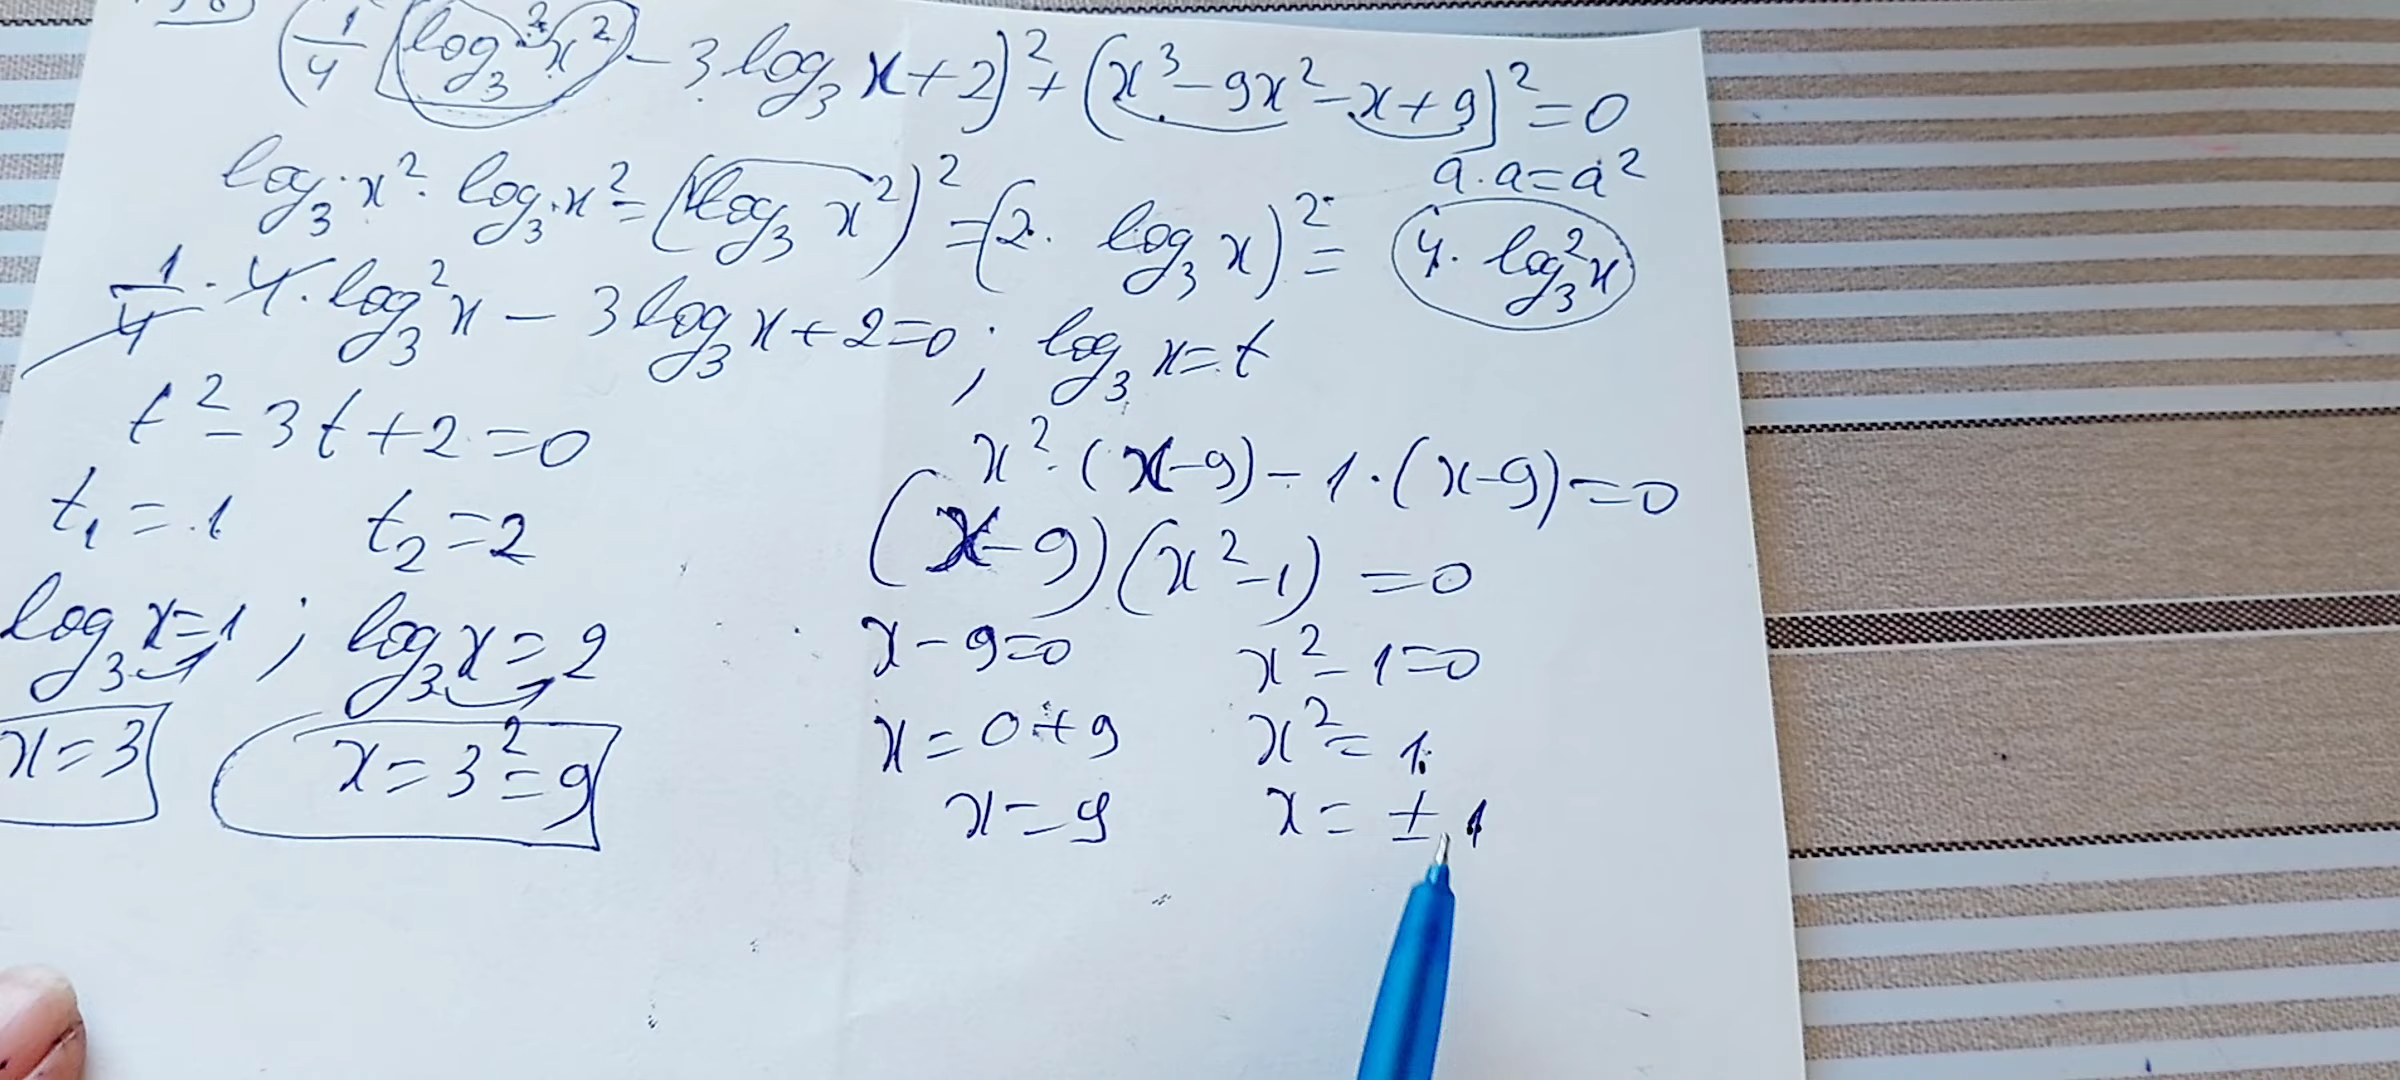 (1/4 log₃² x² - 3 log₃ x + 2)² + (x³ - 9x² - x + 9)² = 0
a · a = a²
log₃ x² · log₃ x² = (log₃ x²)² = (2 · log₃ x)² = 4 · log₃² x
1/4 · 4 · log₃² x - 3 log₃ x + 2 = 0 ; log₃ x = t
t² - 3t + 2 = 0
t₁ = 1 t₂ = 2
log₃ x = 1 ; log₃ x = 2
x = 3 x = 3² = 9
x² · (x - 9) - 1 · (x - 9) = 0
(x - 9)(x² - 1) = 0
x - 9 = 0 x² - 1 = 0
x = 0 + 9 x² = 1
x = 9 x = ± 1